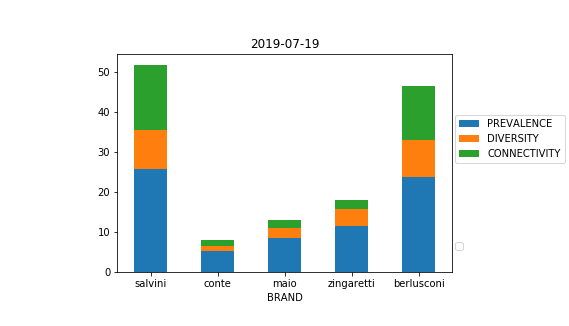 2019-07-19
50
40
30
20
10
0
salvini conte maio zingaretti berlusconi
BRAND
PREVALENCE
DIVERSITY
CONNECTIVITY